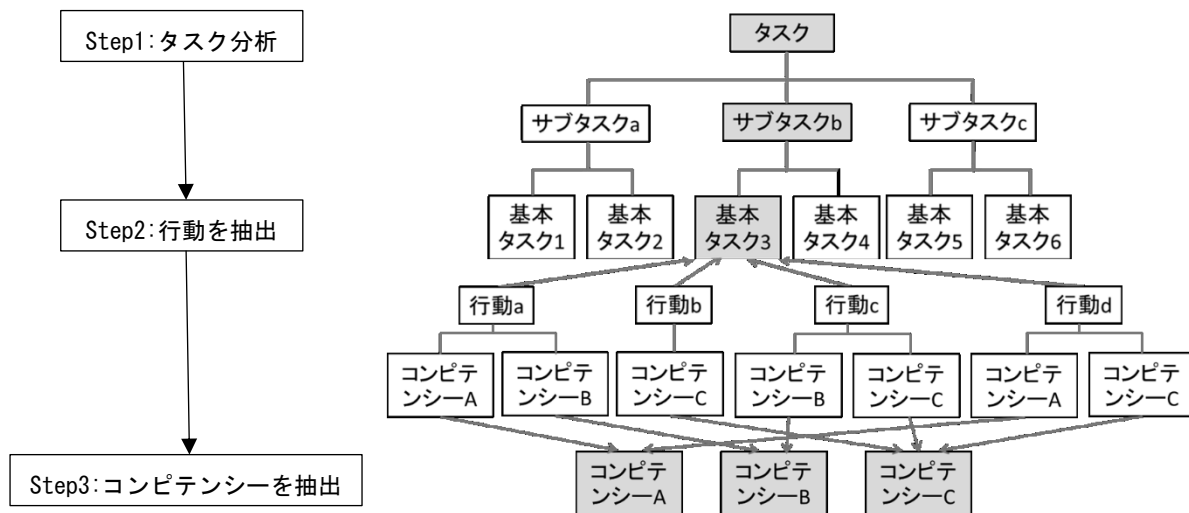 Step1:タスク分析
Step2:行動を抽出
Step3:コンピテンシーを抽出
タスク
サブタスクa
サブタスクb
サブタスクc
基本
タスク1
基本
タスク2
基本
タスク3
基本
タスク4
基本
タスク5
基本
タスク6
行動a
行動b
行動c
行動d
コンピテ
ンシーA
コンピテ
ンシーB
コンピテ
ンシーC
コンピテ
ンシーB
コンピテ
ンシーC
コンピテ
ンシーA
コンピテ
ンシーC
コンピテ
ンシーA
コンピテ
ンシーB
コンピテ
ンシーC